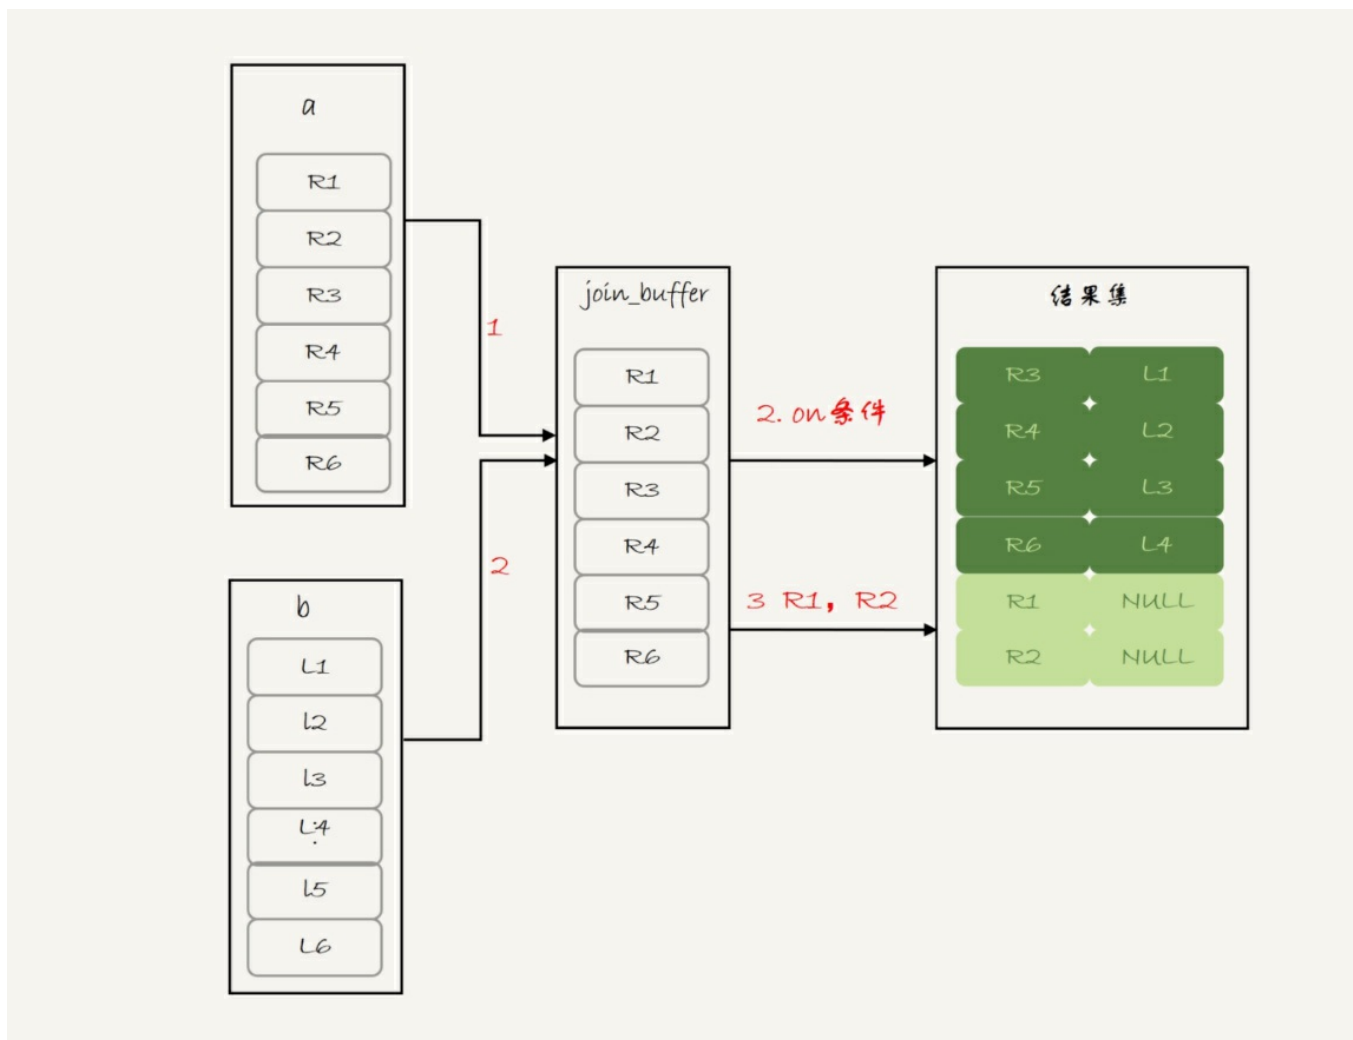 a
R1
R2
R3
R4
R5
R6
1
b
L1
l2
l3
L4
l5
L6
2
join_buffer
R1
R2
R3
R4
R5
R6
2. on条件
3 R1，R2
结果集
R3 L1
R4 L2
R5 L3
R6 L4
R1 NULL
R2 NULL